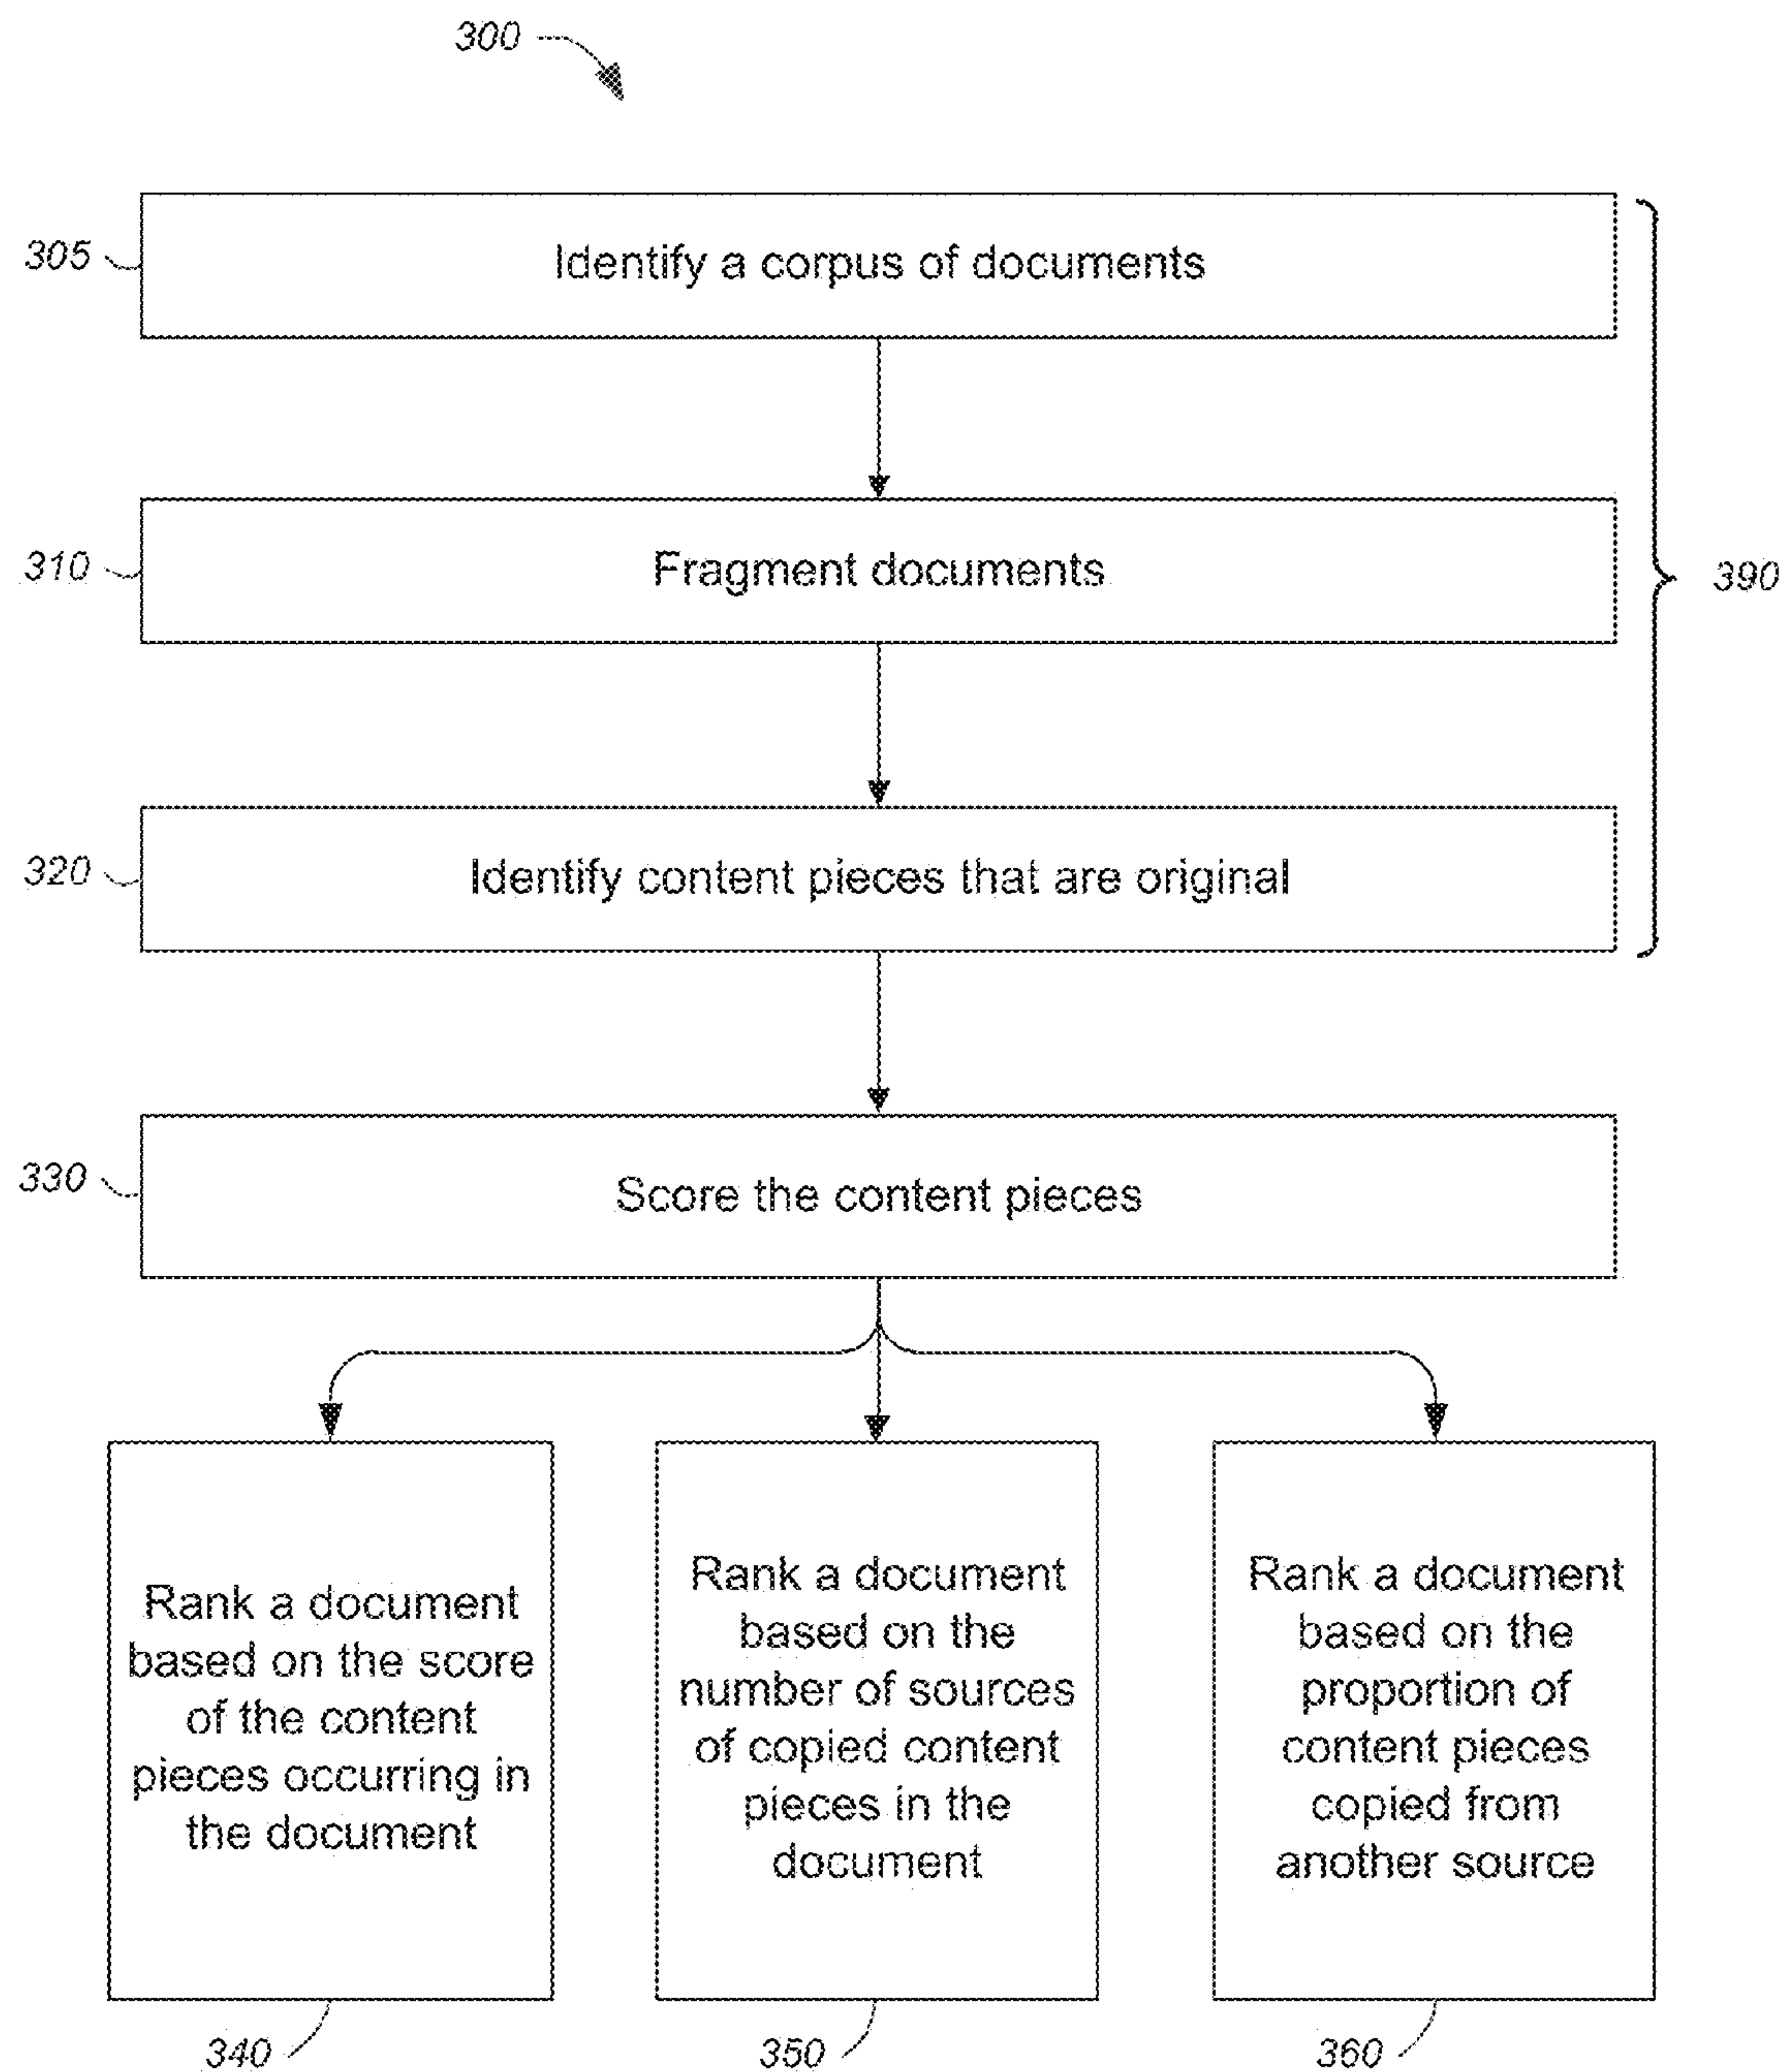 300
305
Identify a corpus of documents
310
Fragment documents
390
320
Identify content pieces that are original
330
Score the content pieces
Rank a document
based on the score
of the content
pieces occurring in
the document
340
Rank a document
based on the
number of sources
of copied content
pieces in the
document
350
Rank a document
based on the
proportion of
content pieces
copied from
another source
360